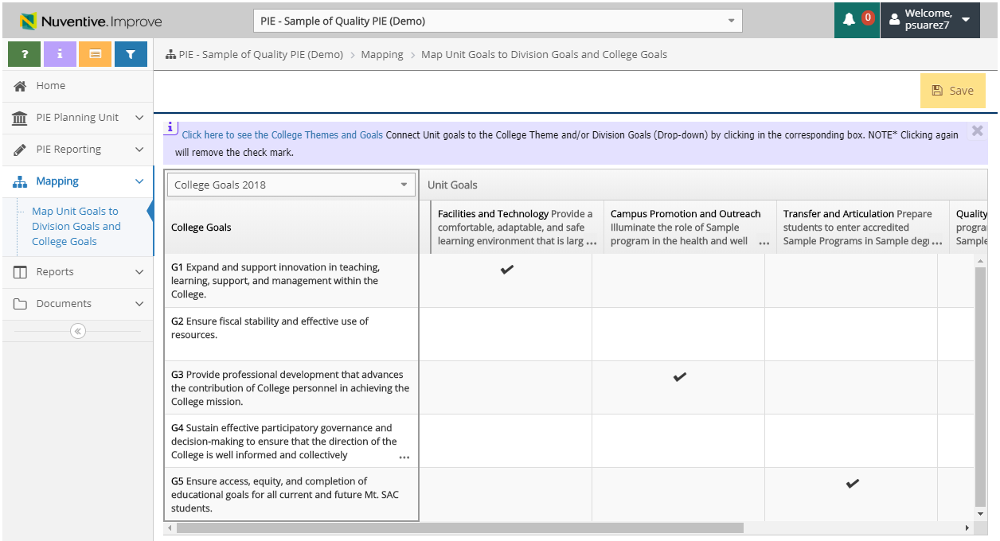 Nuventive.Improve
PIE - Sample of Quality PIE (Demo)
0
Welcome,
psuarez7
?
i
PIE - Sample of Quality PIE (Demo) > Mapping > Map Unit Goals to Division Goals and College Goals
Home
PIE Planning Unit
PIE Reporting
Mapping
Map Unit Goals to
Division Goals and
College Goals
Reports
Documents
Save
i
Click here to see the College Themes and Goals Connect Unit goals to the College Theme and/or Division Goals (Drop-down) by clicking in the corresponding box. NOTE* Clicking again
will remove the check mark.
College Goals 2018
Unit Goals
College Goals
Facilities and Technology Provide a
comfortable, adaptable, and safe
learning environment that is larg ...
Campus Promotion and Outreach
Illuminate the role of Sample
program in the health and well ...
Transfer and Articulation Prepare
students to enter accredited
Sample Programs in Sample degr ...
Quality
progra
Sample
G1 Expand and support innovation in teaching,
learning, support, and management within the
College.
G2 Ensure fiscal stability and effective use of
resources.
G3 Provide professional development that advances
the contribution of College personnel in achieving the
College mission.
G4 Sustain effective participatory governance and
decision-making to ensure that the direction of the
College is well informed and collectively ...
G5 Ensure access, equity, and completion of
educational goals for all current and future Mt. SAC
students.